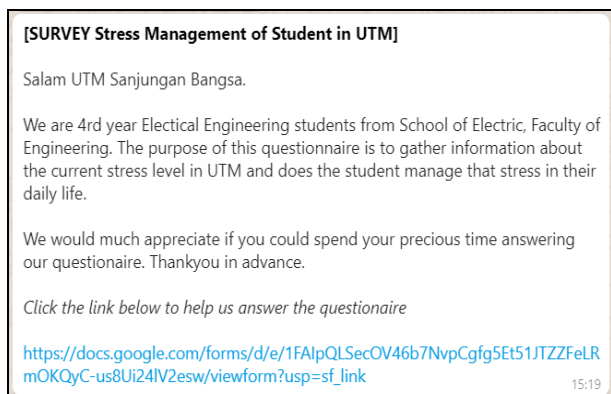 [SURVEY Stress Management of Student in UTM]
Salam UTM Sanjungan Bangsa.
We are 4rd year Electical Engineering students from School of Electric, Faculty of
Engineering. The purpose of this questionnaire is to gather information about
the current stress level in UTM and does the student manage that stress in their
daily life.
We would much appreciate if you could spend your precious time answering
our questionaire. Thankyou in advance.
Click the link below to help us answer the questionaire
https://docs.google.com/forms/d/e/1FAIpQLSecOV46b7NvpCgfg5Et51JTZZFeLR
mOKQyC-us8Ui24lV2esw/viewform?usp=sf_link
15:19